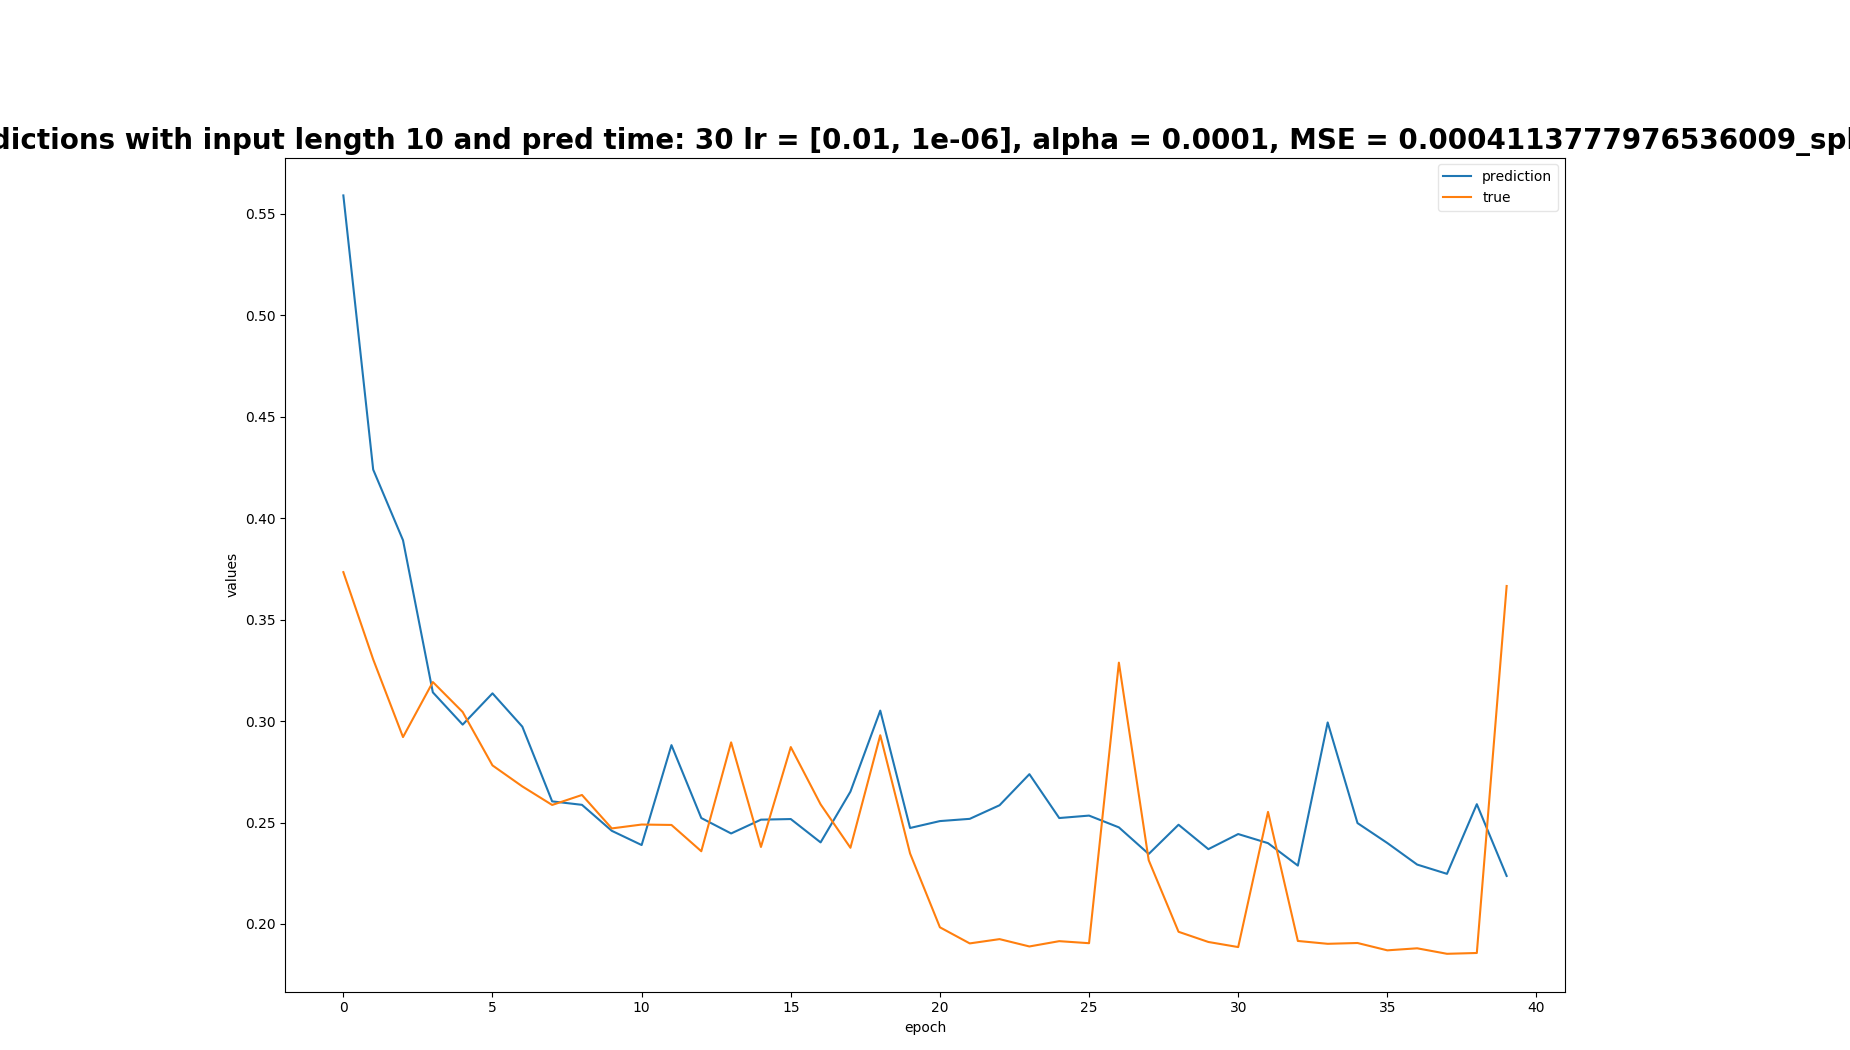 dictions with input length 10 and pred time: 30 lr = [0.01, 1e-06], alpha = 0.0001, MSE = 0.0004113777976536009_spl
prediction
true
0.55
0.50
0.45
0.40
0.35
0.30
0.25
0.20
values
0 5 10 15 20 25 30 35 40
epoch